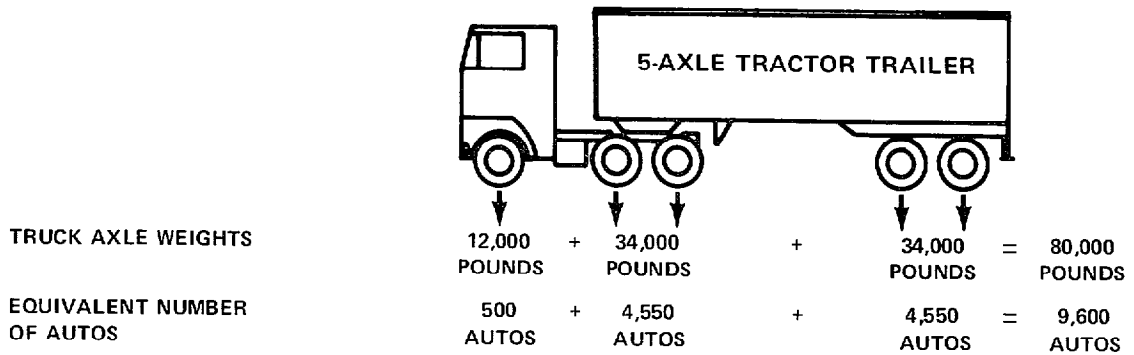 5-AXLE TRACTOR TRAILER
TRUCK AXLE WEIGHTS 12,000 + 34,000 + 34,000 = 80,000
POUNDS POUNDS POUNDS POUNDS
EQUIVALENT NUMBER 500 + 4,550 + 4,550 = 9,600
OF AUTOS AUTOS AUTOS AUTOS AUTOS